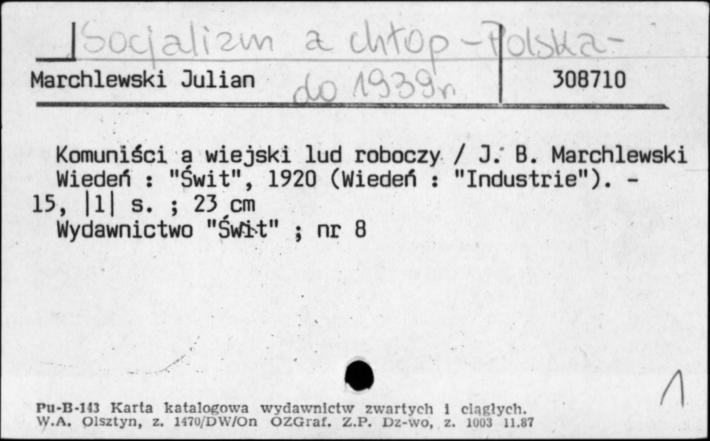 Socjalizm a chłop - Polska -
do 1939 r.
Marchlewski Julian 308710
Komuniści a wiejski lud roboczy / J. B. Marchlewski
Wiedeń : "Świt", 1920 (Wiedeń : "Industrie"). -
15, |1| s. ; 23 cm
Wydawnictwo "Świt" ; nr 8
1
Pu-B-143 Karta katalogowa wydawnictw zwartych i ciągłych.
W.A. Olsztyn, z. 1470/DW/On OZGraf. Z.P. Dz-wo, z. 1003 11.87